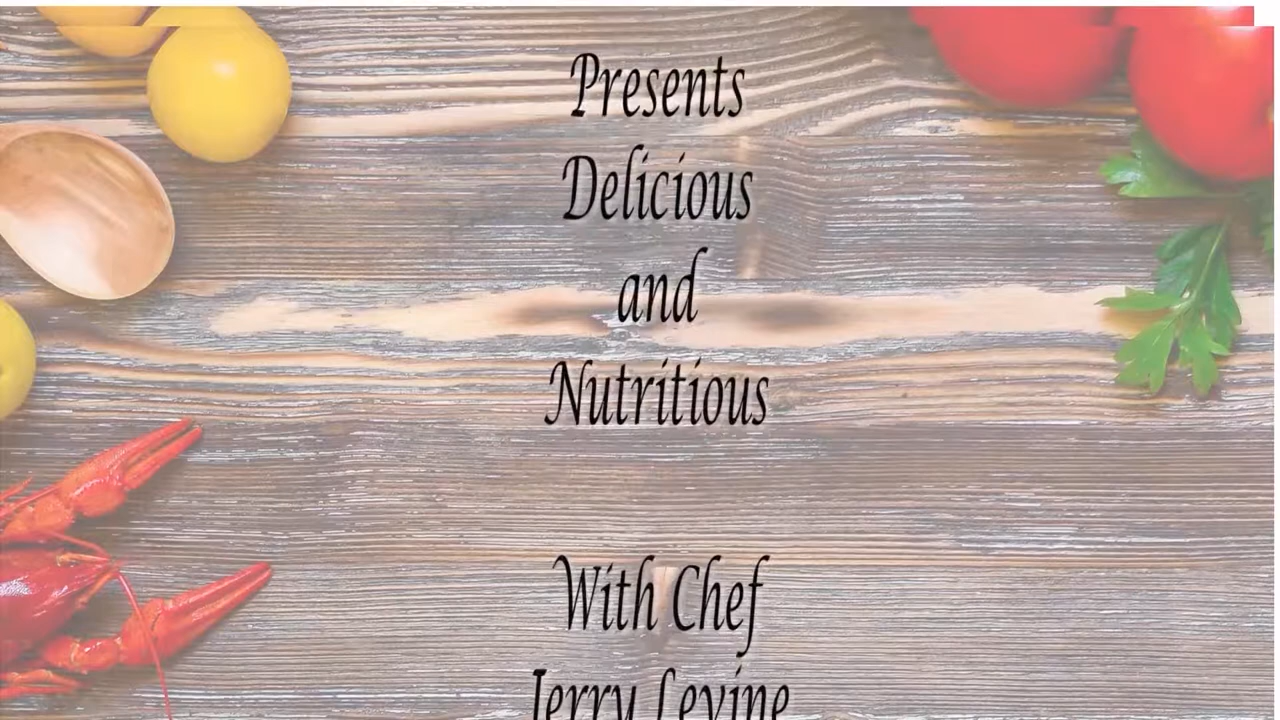 Presents
Delicious
and
Nutritious
With Chef
Jerry Levine